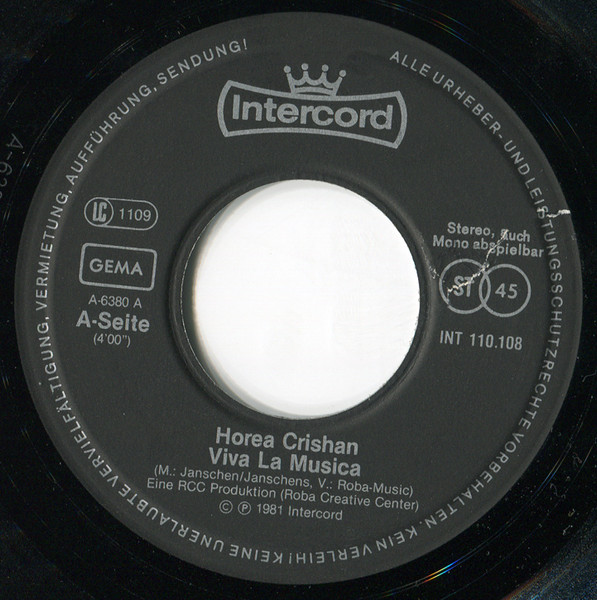 ALLE URHEBER- UND LEISTUNGSSCHUTZRECHTE VORBEHALTEN. KEIN VERLEIH! KEINE UNERLAUBTE VERVIELFÄLTIGUNG, VERMIETUNG, AUFFÜHRUNG, SENDUNG!
Intercord
LC 1109
GEMA
A-6380 A
A-Seite
(4'00")
Stereo, auch
Mono abspielbar
ST 45
INT 110.108
Horea Crishan
Viva La Musica
(M.: Janschen/Janschens, V.: Roba-Music)
Eine RCC Produktion (Roba Creative Center)
© ℗ 1981 Intercord